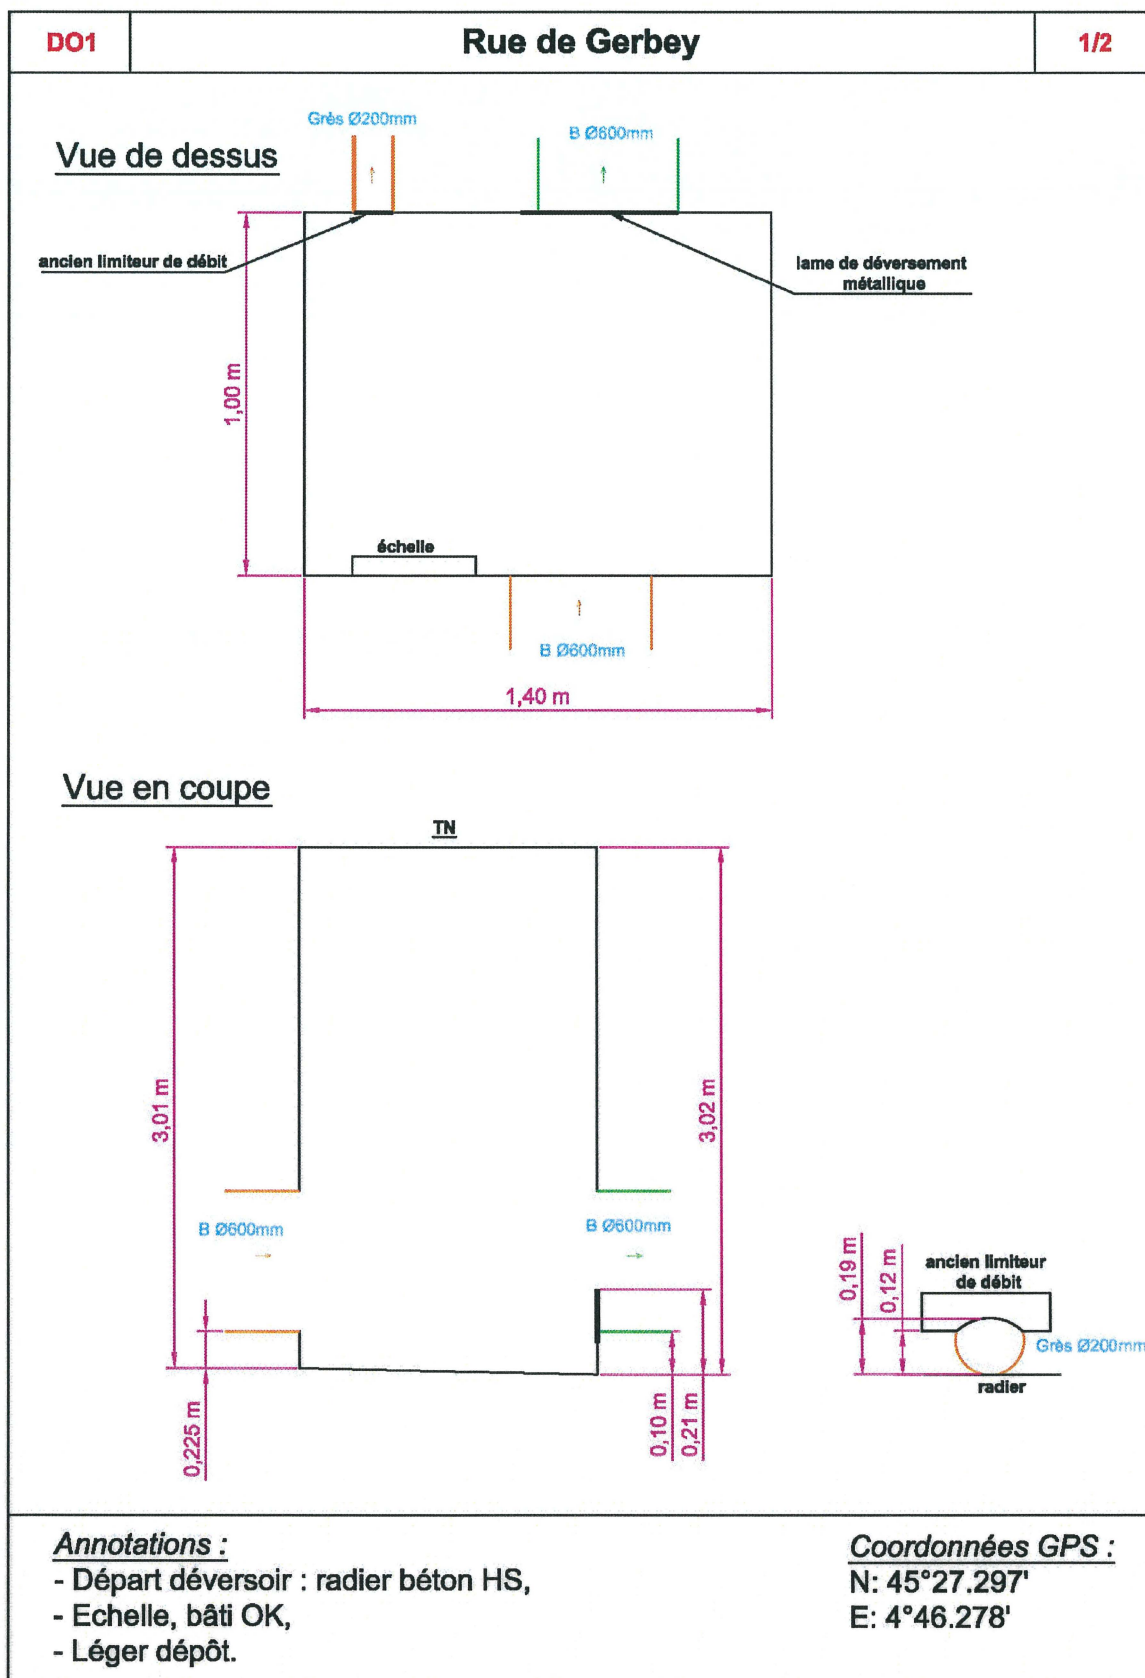 DO1
Rue de Gerbey
1/2
Vue de dessus
Grès Ø200mm
B Ø600mm
ancien limiteur de débit
lame de déversement
métallique
1,00 m
échelle
B Ø600mm
1,40 m
Vue en coupe
TN
3,01 m
3,02 m
B Ø600mm
B Ø600mm
0,225 m
0,10 m
0,21 m
0,19 m
0,12 m
ancien limiteur
de débit
Grès Ø200mm
radier
Annotations :
- Départ déversoir : radier béton HS,
- Echelle, bâti OK,
- Léger dépôt.
Coordonnées GPS :
N: 45°27.297'
E: 4°46.278'